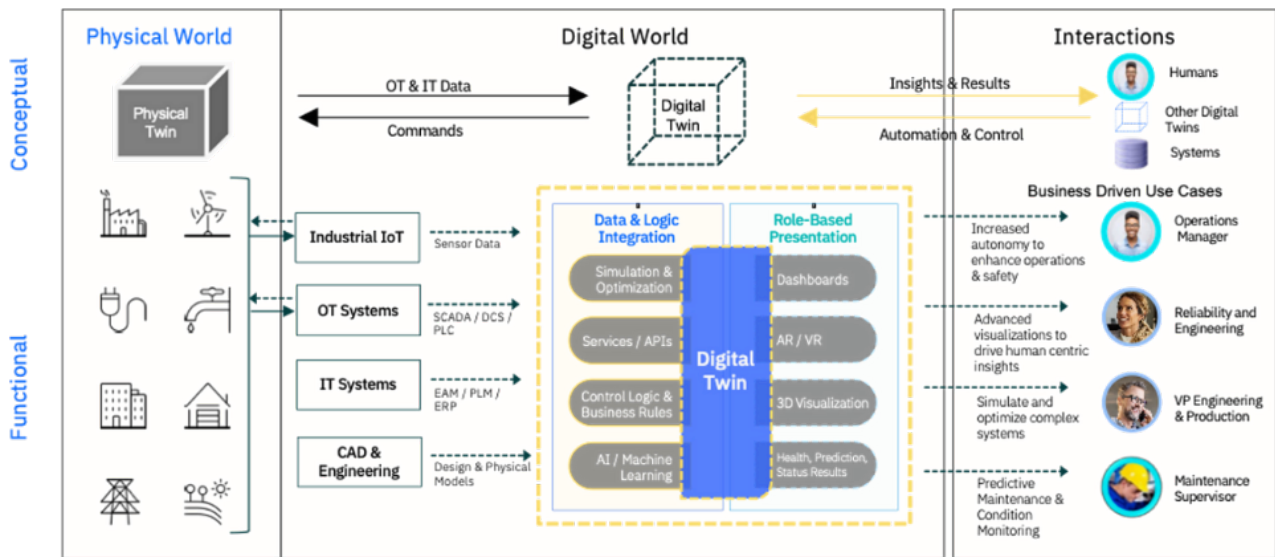 Physical World
Digital World
Interactions
Conceptual
Physical
Twin
OT & IT Data
Commands
Digital
Twin
Insights & Results
Automation & Control
Humans
Other Digital
Twins
Systems
Functional
Industrial IoT
Sensor Data
OT Systems
SCADA / DCS /
PLC
IT Systems
EAM / PLM /
ERP
CAD &
Engineering
Design & Physical
Models
Data & Logic
Integration
Simulation &
Optimization
Services / APIs
Control Logic &
Business Rules
AI / Machine
Learning
Digital
Twin
Role-Based
Presentation
Dashboards
AR / VR
3D Visualization
Health, Prediction,
Status Results
Business Driven Use Cases
Increased
autonomy to
enhance operations
& safety
Operations
Manager
Advanced
visualizations to
drive human centric
insights
Reliability and
Engineering
Simulate and
optimize complex
systems
VP Engineering
& Production
Predictive
Maintenance &
Condition
Monitoring
Maintenance
Supervisor